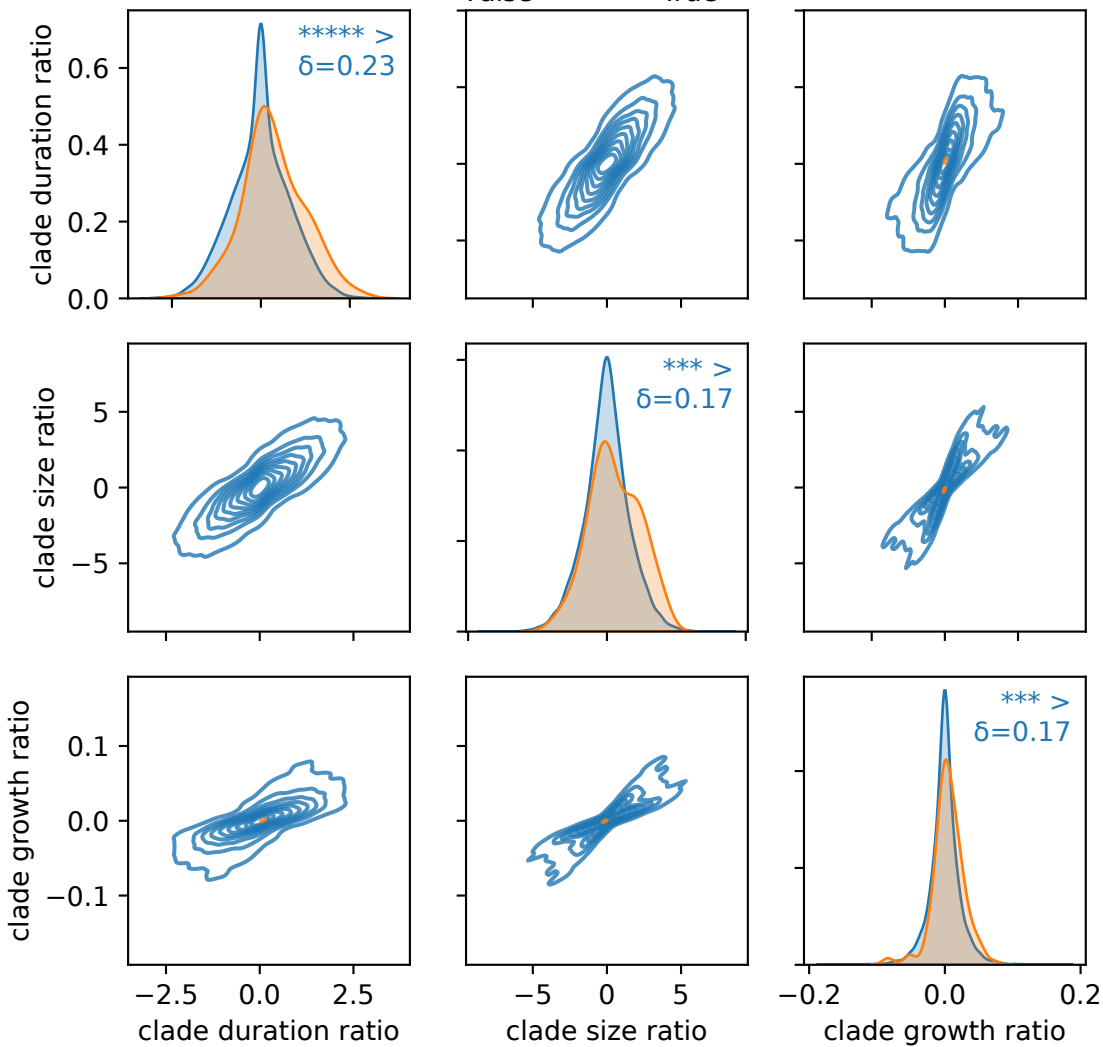 ***** >
δ=0.23
clade duration ratio
0.6
0.4
0.2
0.0
*** >
δ=0.17
clade size ratio
5
0
−5
*** >
δ=0.17
clade growth ratio
0.1
0.0
−0.1
−2.5 0.0 2.5
−5 0 5
−0.2 0.0 0.2
clade duration ratio
clade size ratio
clade growth ratio